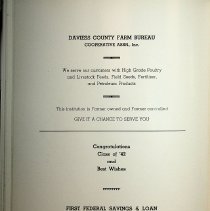 DAVIESS COUNTY FARM BUREAU
COOPERATIVE ASSN., Inc.
We serve our customers with High Grade Poultry
and Livestock Feeds, Field Seeds, Fertilizer,
and Petroleum Products
This Institution is Farmer owned and Farmer controlled
GIVE IT A CHANCE TO SERVE YOU
Congratulations
Class of '42
and
Best Wishes
FIRST FEDERAL SAVINGS & LOAN